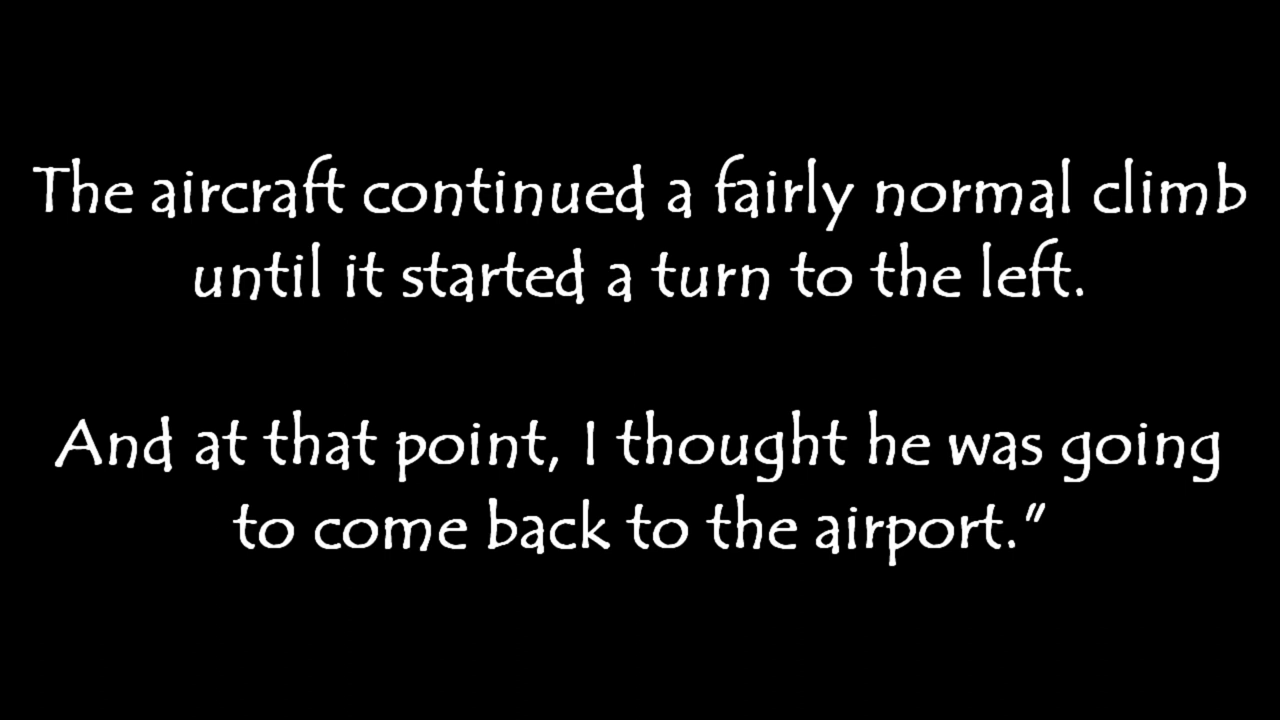 The aircraft continued a fairly normal climb
until it started a turn to the left.
And at that point, I thought he was going
to come back to the airport."